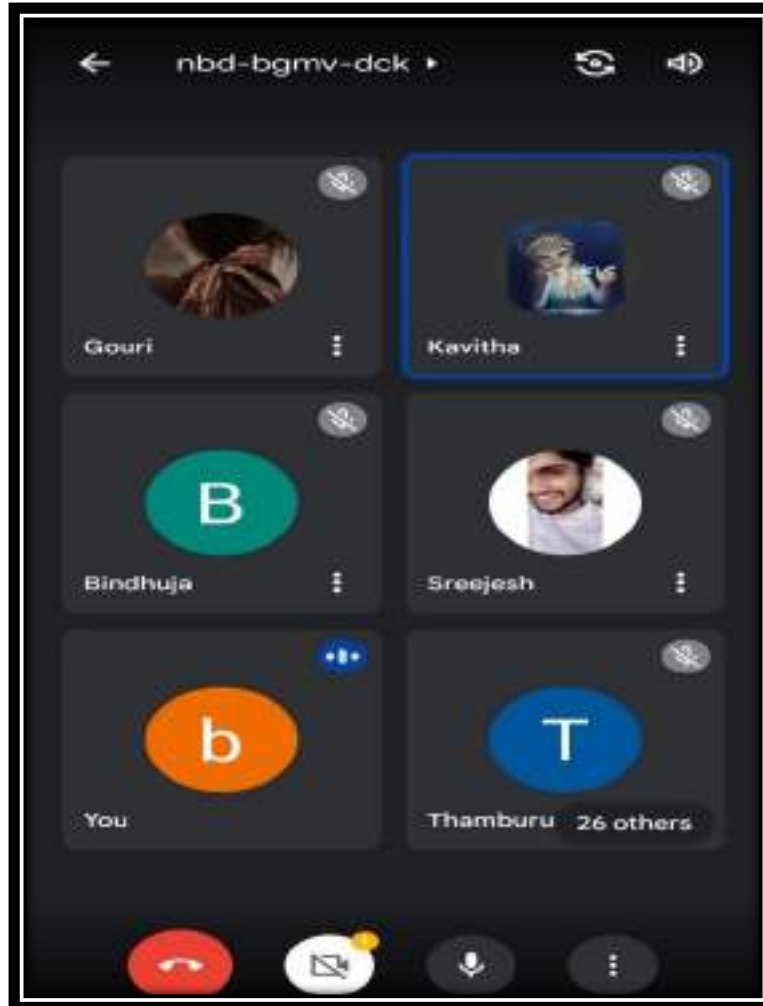 nbd-bgmv-dck
Gouri
Kavitha
B
Bindhuja
Sreejesh
b
You
T
Thamburu
26 others